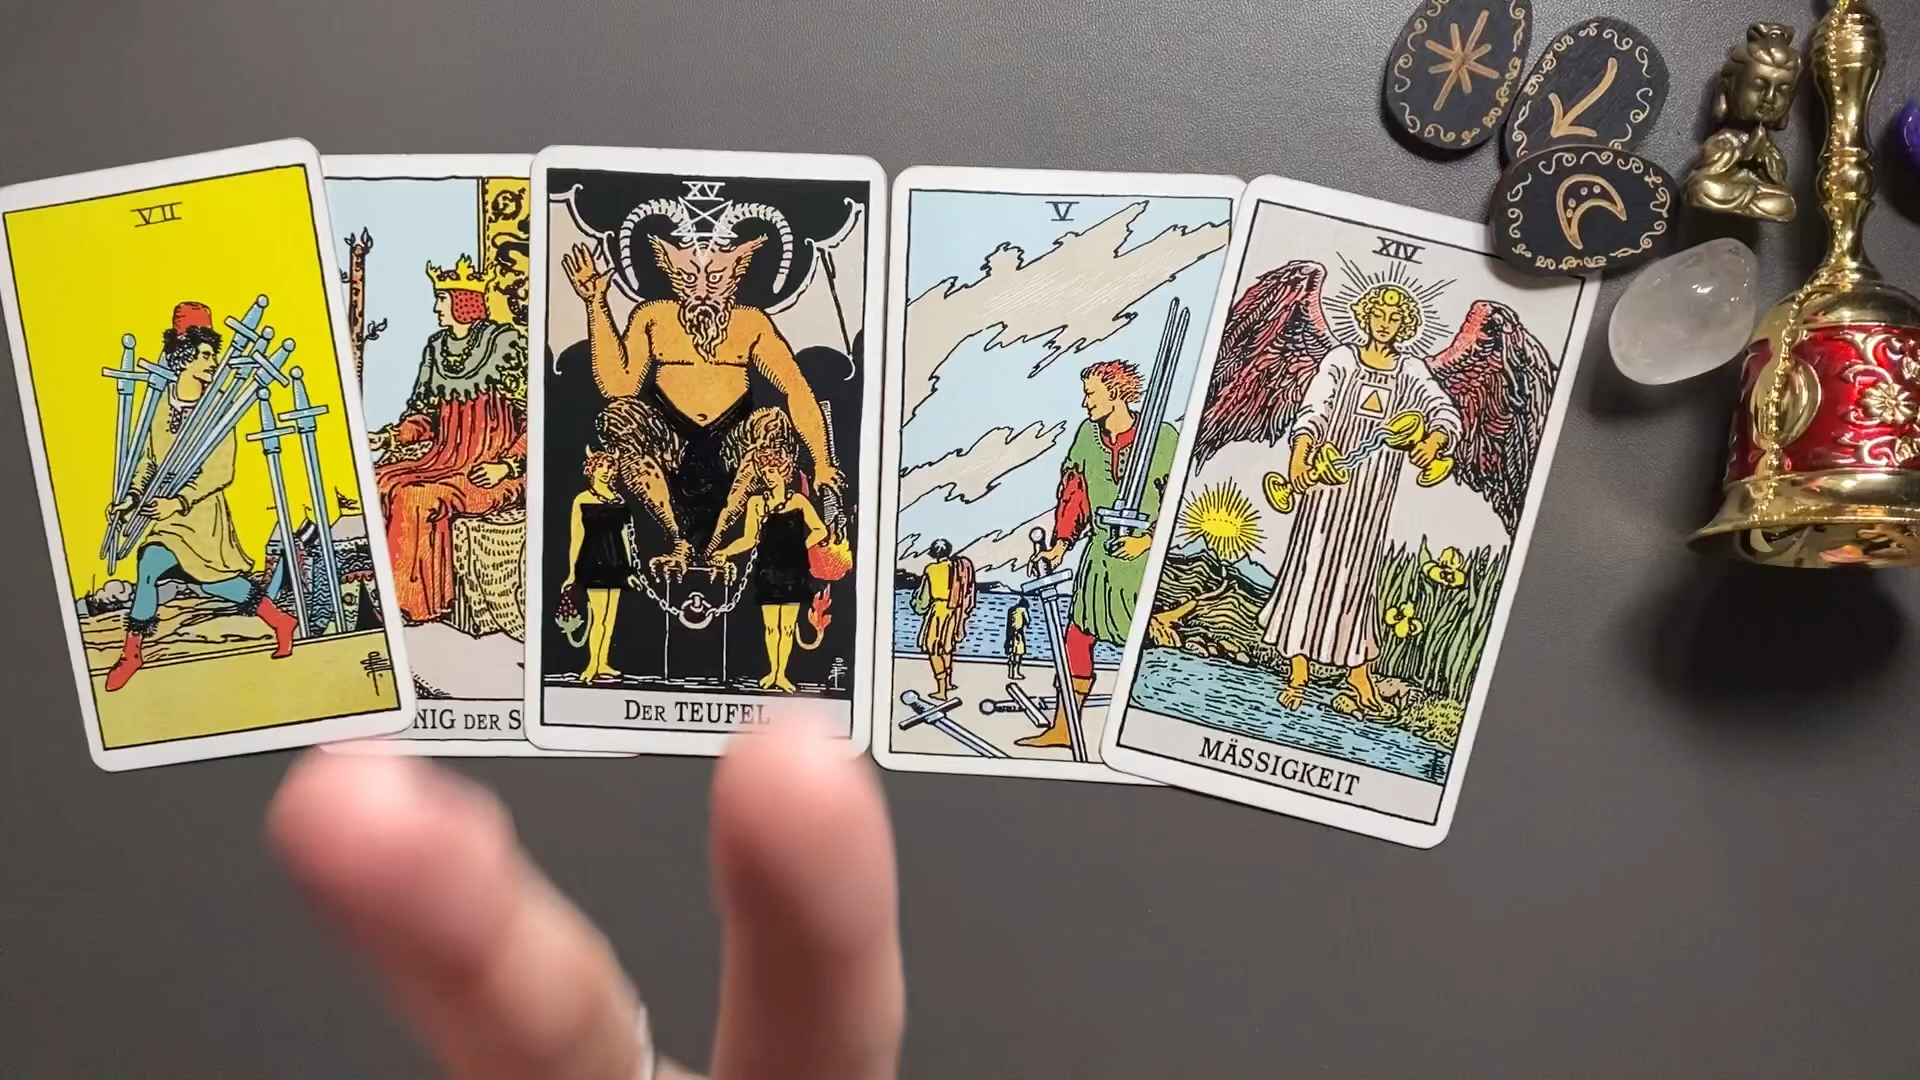 VII
NIG DER S
XV
DER TEUFEL
V
XIV
MÄSSIGKEIT